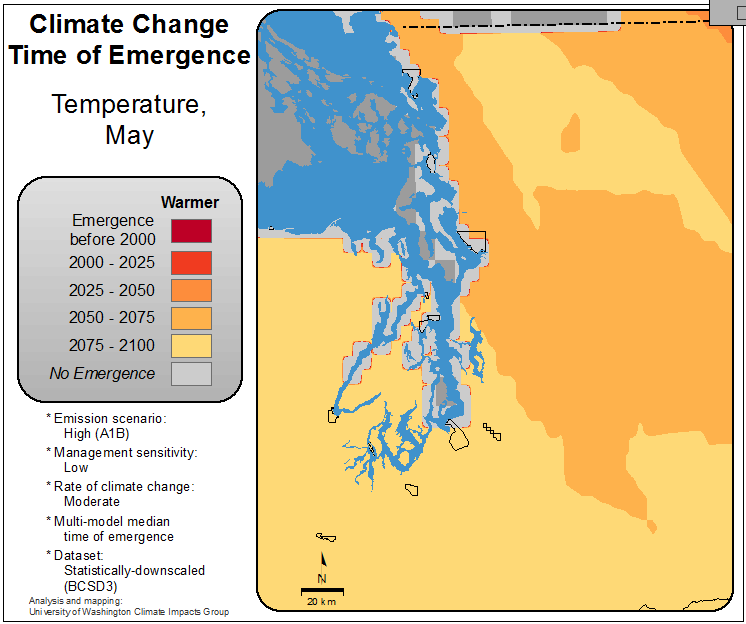 Climate Change
Time of Emergence
Temperature,
May
Warmer
Emergence
before 2000
2000 - 2025
2025 - 2050
2050 - 2075
2075 - 2100
No Emergence
* Emission scenario:
High (A1B)
* Management sensitivity:
Low
* Rate of climate change:
Moderate
* Multi-model median
time of emergence
* Dataset:
Statistically-downscaled
(BCSD3)
Analysis and mapping:
University of Washington Climate Impacts Group
N
20 km